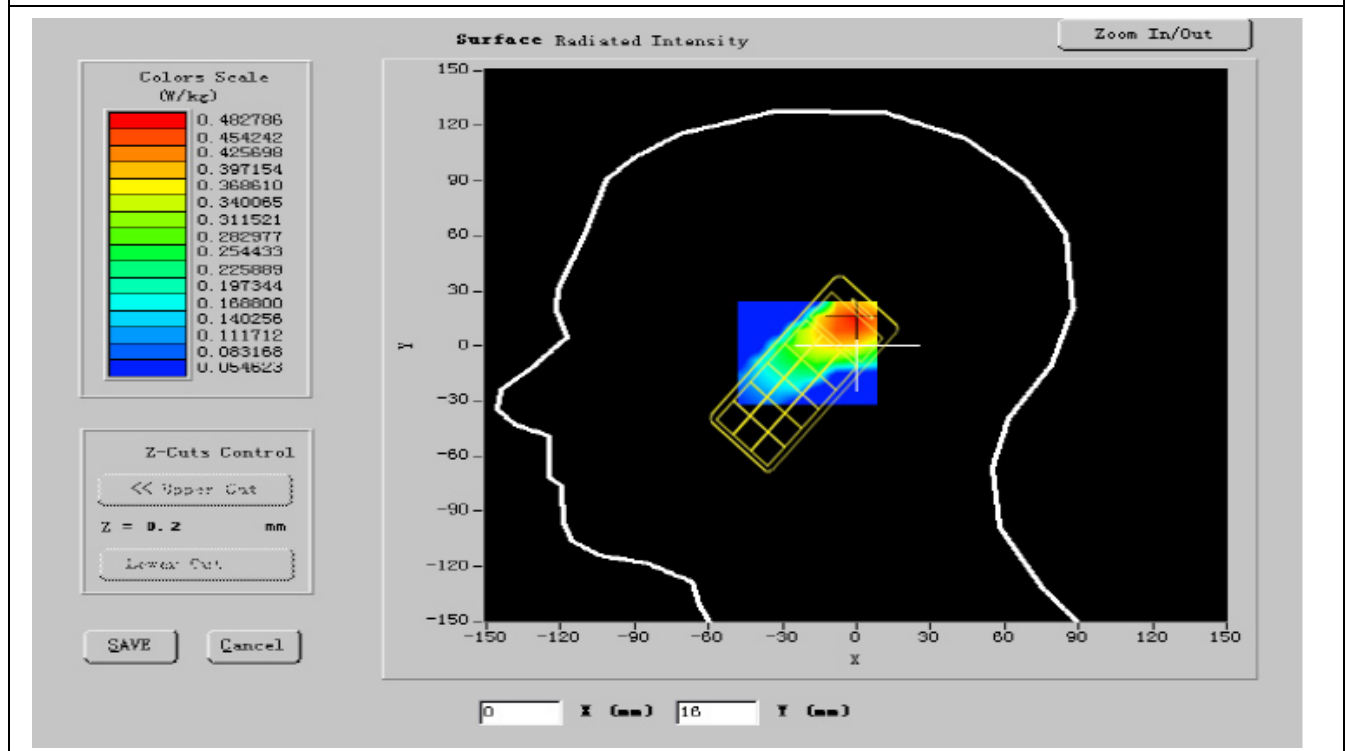 Surface Radiated Intensity
Zoom In/Out
Colors Scale
(W/kg)
0.482786
0.454242
0.425698
0.397154
0.368610
0.340065
0.311521
0.282977
0.254433
0.225889
0.197344
0.168800
0.140256
0.111712
0.083168
0.054623
Z-Cuts Control
<< Upper Cut
Z = 0.2 mm
Lower Cut
SAVE
Cancel
150
120
90
60
30
0
-30
-60
-90
-120
-150
Y
-150 -120 -90 -60 -30 0 30 60 90 120 150
X
0 X (mm) 16 Y (mm)